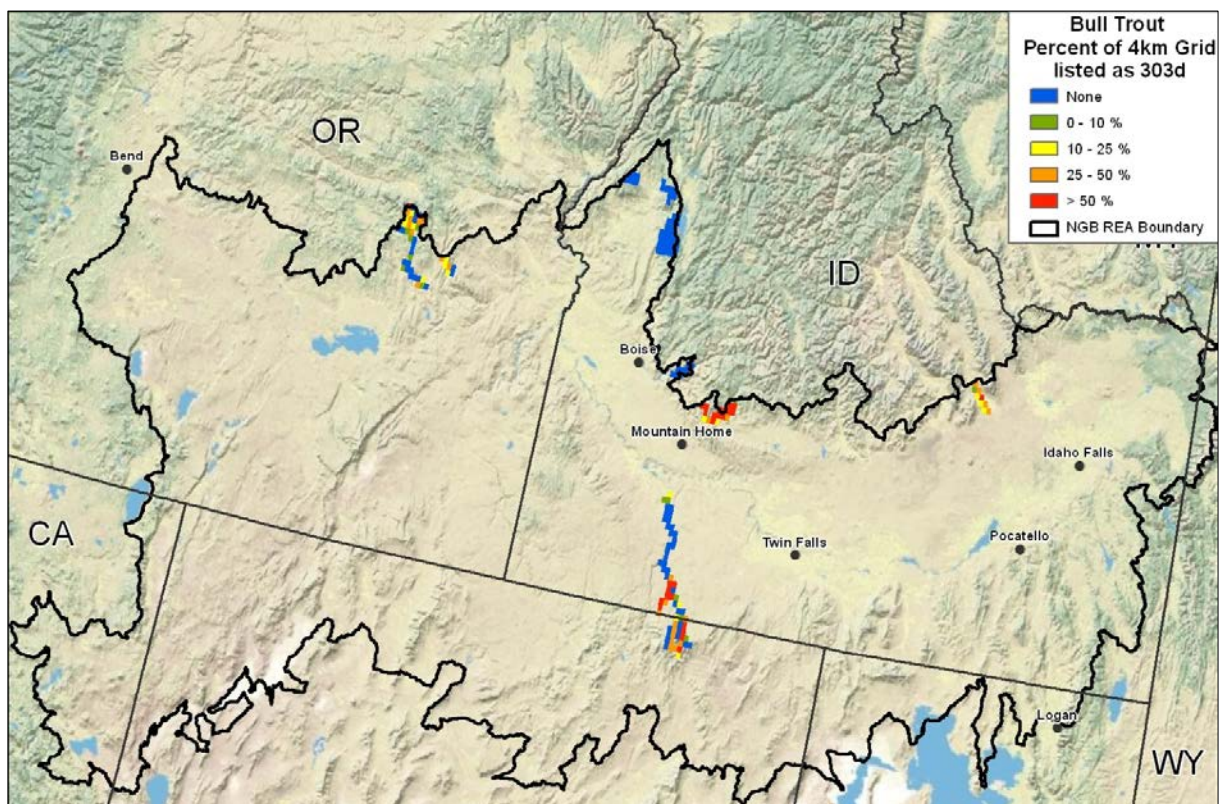 Bull Trout
Percent of 4km Grid
listed as 303d
None
0 - 10 %
10 - 25 %
25 - 50 %
> 50 %
NGB REA Boundary
OR
Bend
ID
Boise
Mountain Home
Idaho Falls
CA
Twin Falls
Pocatello
Logan
WY